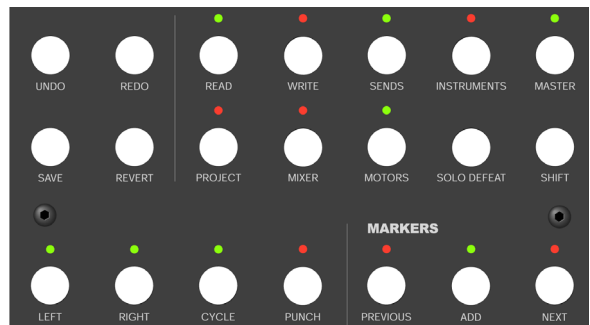 UNDO REDO READ WRITE SENDS INSTRUMENTS MASTER
SAVE REVERT PROJECT MIXER MOTORS SOLO DEFEAT SHIFT
MARKERS
LEFT RIGHT CYCLE PUNCH PREVIOUS ADD NEXT